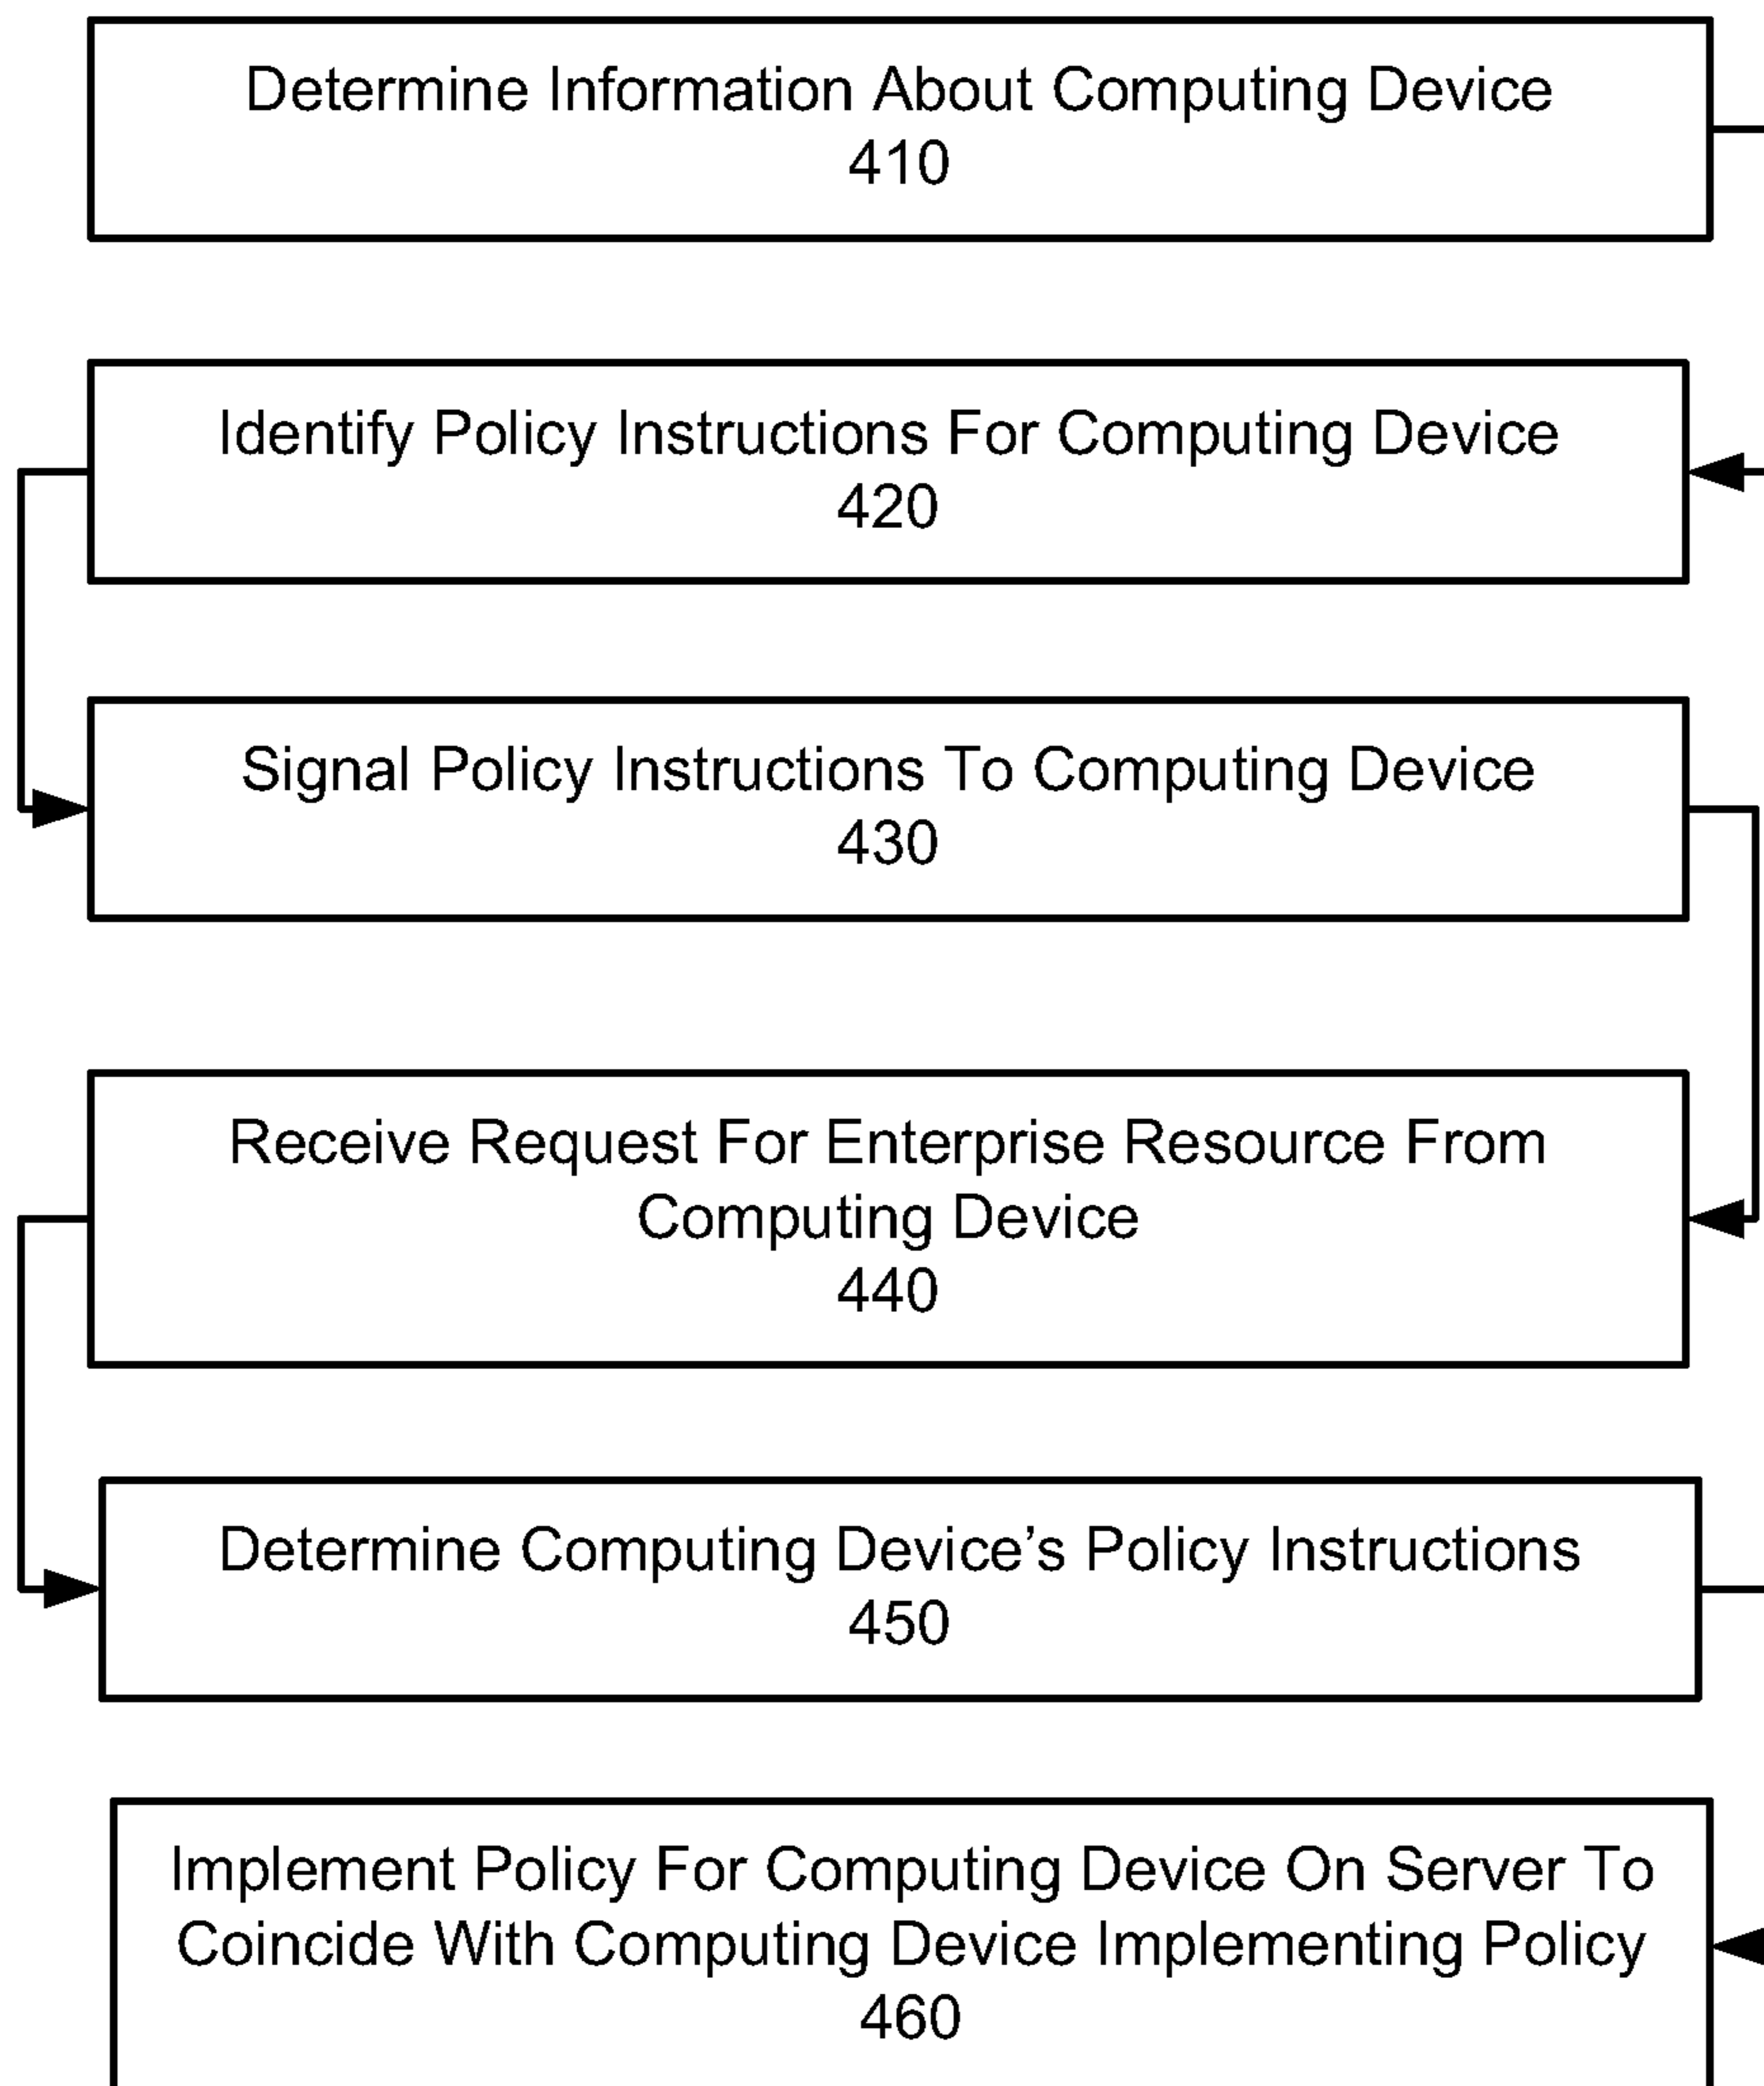 Determine Information About Computing Device
410
Identify Policy Instructions For Computing Device
420
Signal Policy Instructions To Computing Device
430
Receive Request For Enterprise Resource From
Computing Device
440
Determine Computing Device’s Policy Instructions
450
Implement Policy For Computing Device On Server To
Coincide With Computing Device Implementing Policy
460